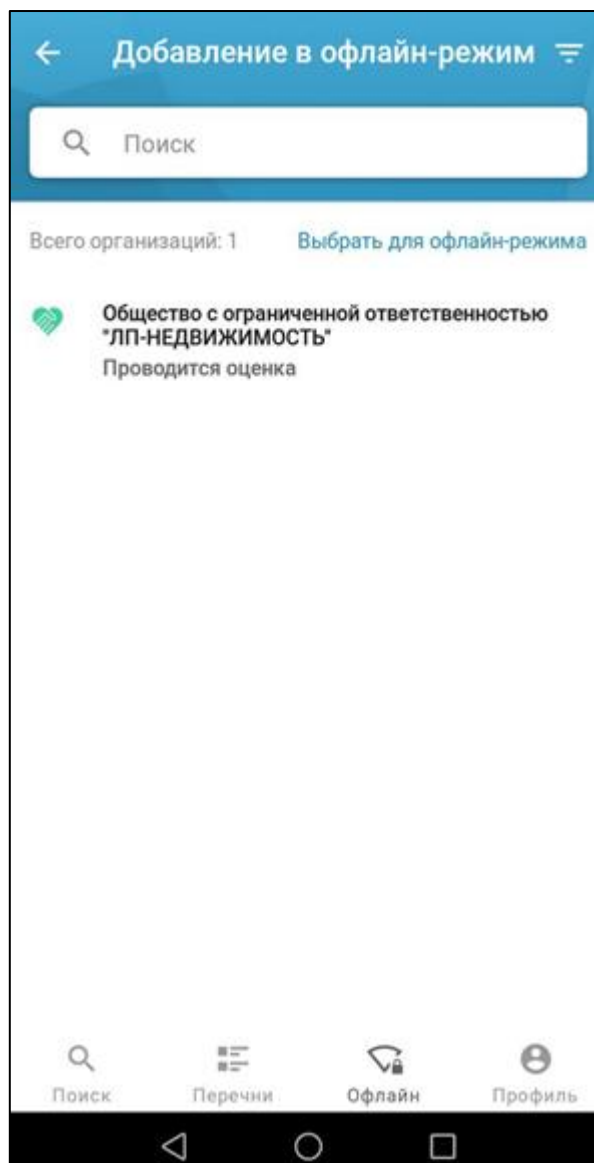 Добавление в офлайн-режим
Поиск
Всего организаций: 1 Выбрать для офлайн-режима
Общество с ограниченной ответственностью
"ЛП-НЕДВИЖИМОСТЬ"
Проводится оценка
Поиск Перечни Офлайн Профиль